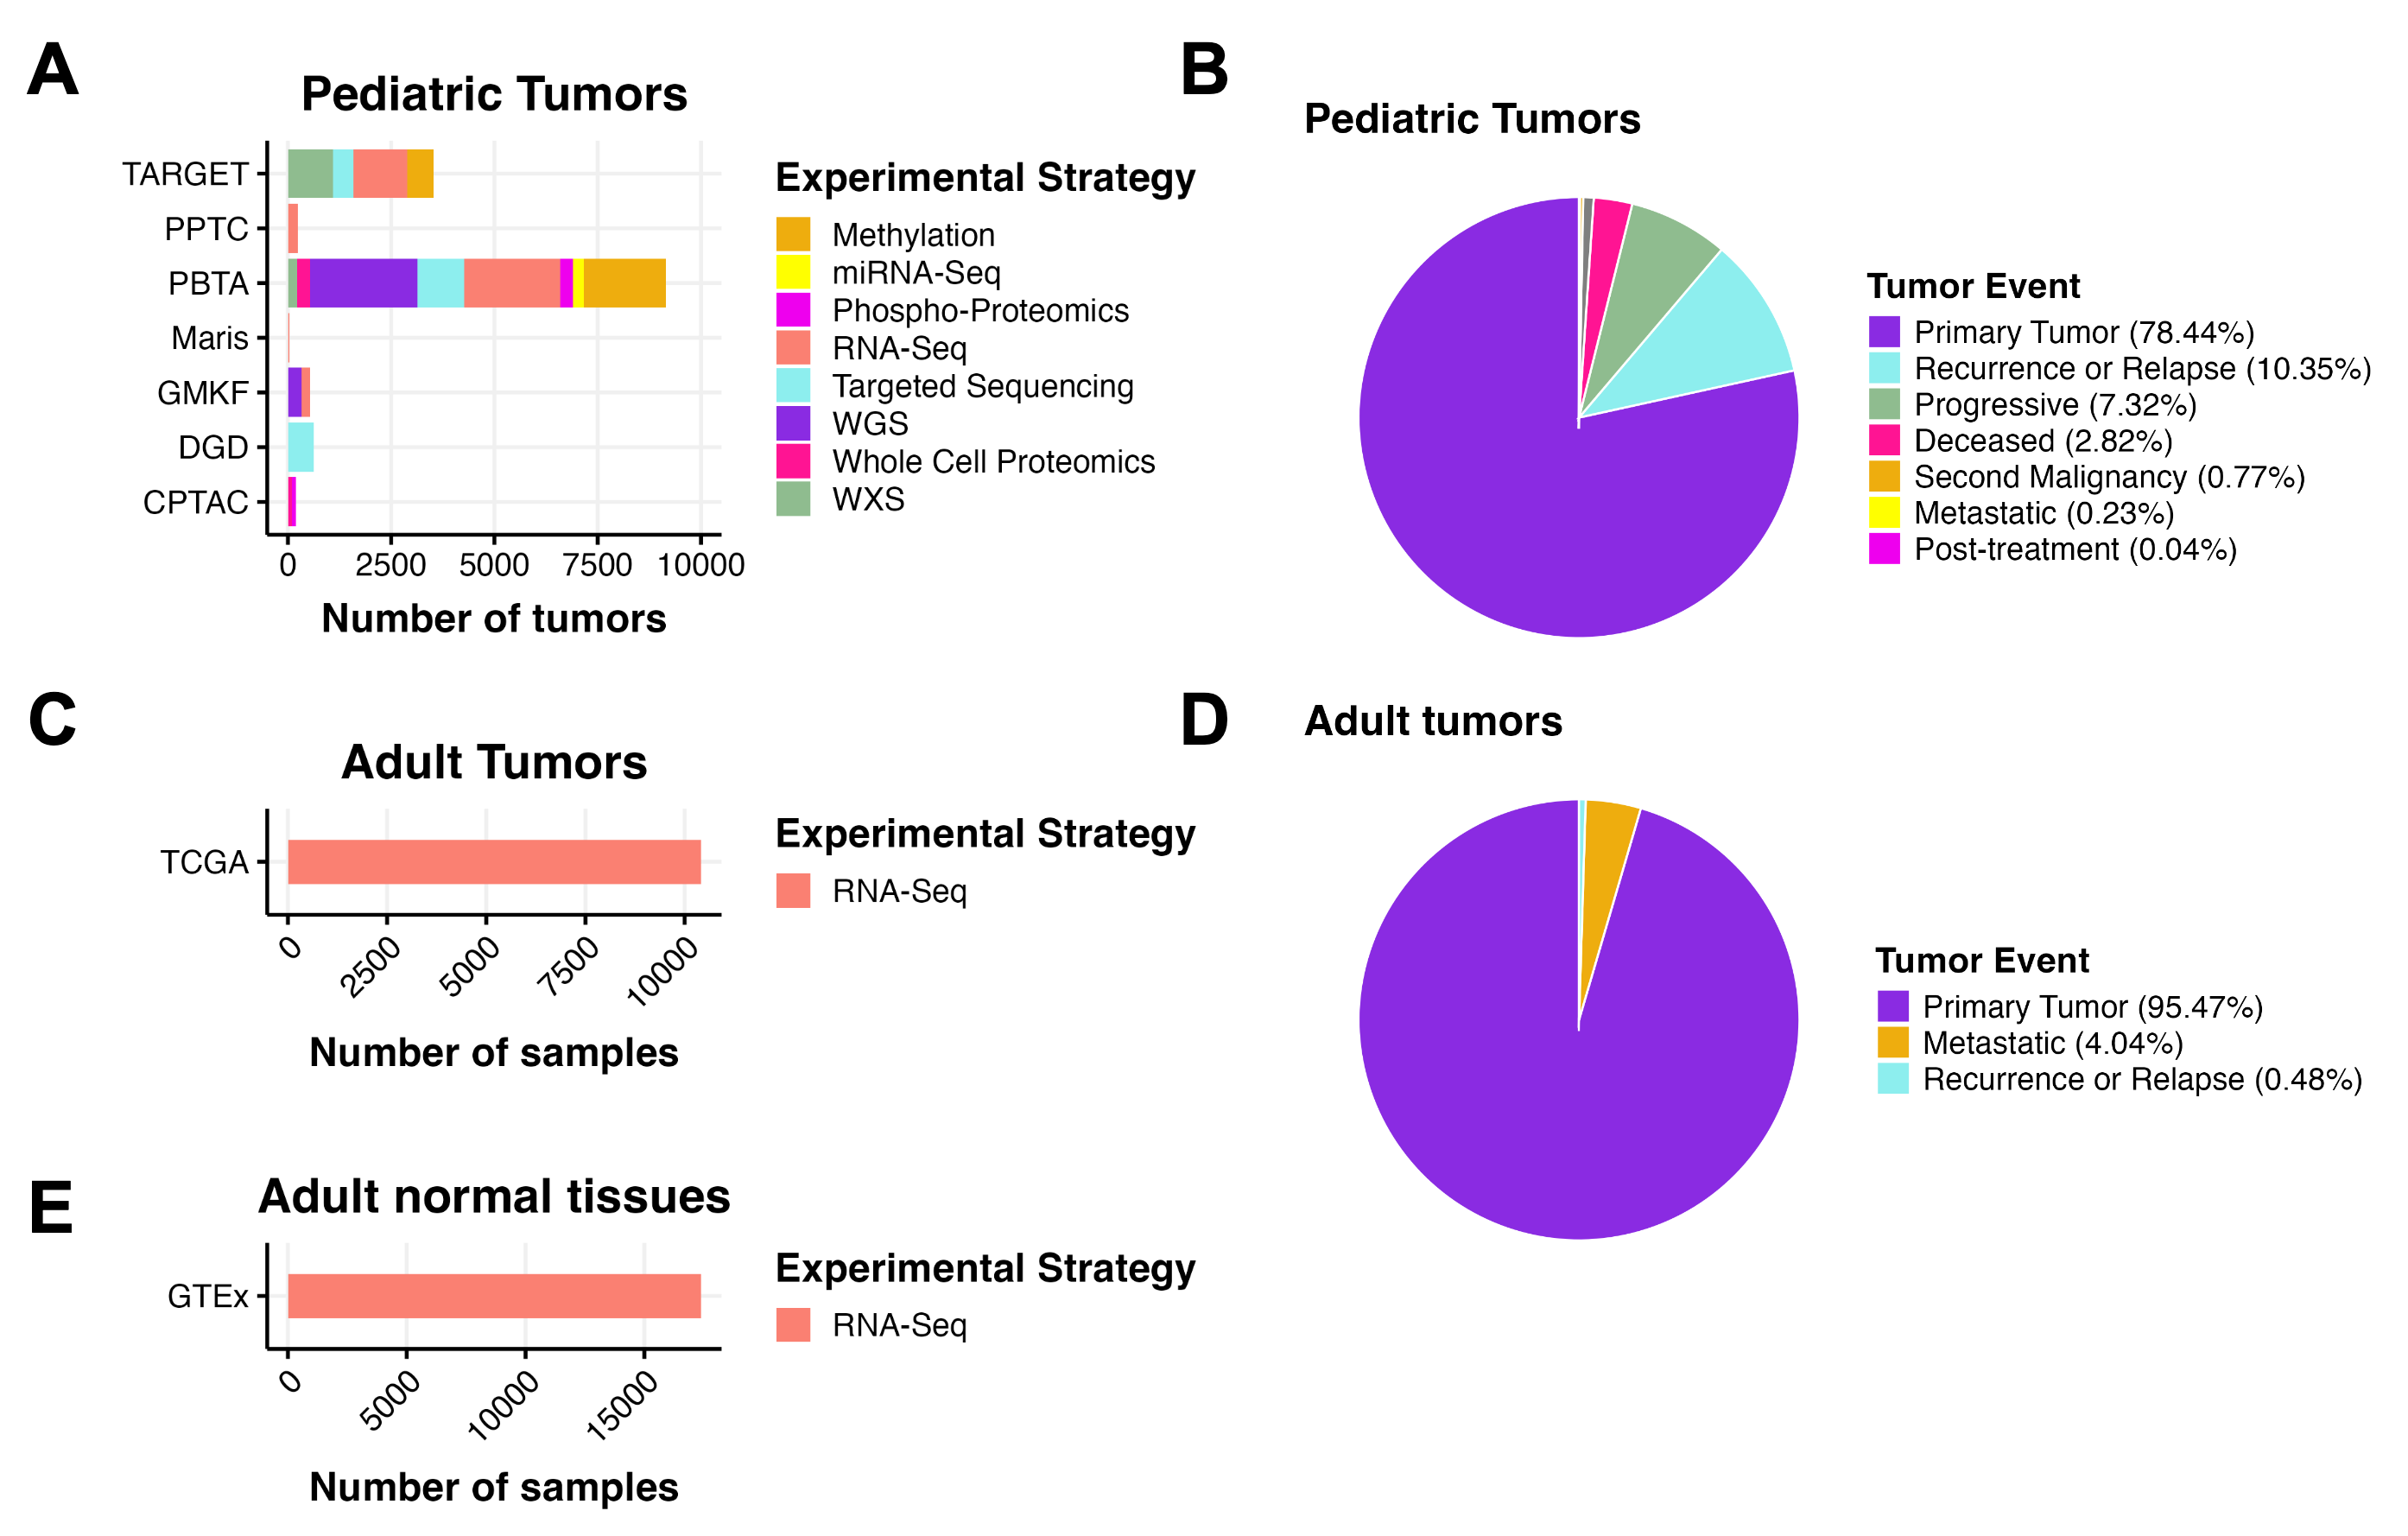 A
Pediatric Tumors
TARGET
PPTC
PBTA
Maris
GMKF
DGD
CPTAC
0 2500 5000 7500 10000
Number of tumors
Experimental Strategy
Methylation
miRNA-Seq
Phospho-Proteomics
RNA-Seq
Targeted Sequencing
WGS
Whole Cell Proteomics
WXS
B
Pediatric Tumors
Tumor Event
Primary Tumor (78.44%)
Recurrence or Relapse (10.35%)
Progressive (7.32%)
Deceased (2.82%)
Second Malignancy (0.77%)
Metastatic (0.23%)
Post-treatment (0.04%)
C
Adult Tumors
TCGA
0 2500 5000 7500 10000
Number of samples
Experimental Strategy
RNA-Seq
D
Adult tumors
Tumor Event
Primary Tumor (95.47%)
Metastatic (4.04%)
Recurrence or Relapse (0.48%)
E
Adult normal tissues
GTEx
0 5000 10000 15000
Number of samples
Experimental Strategy
RNA-Seq